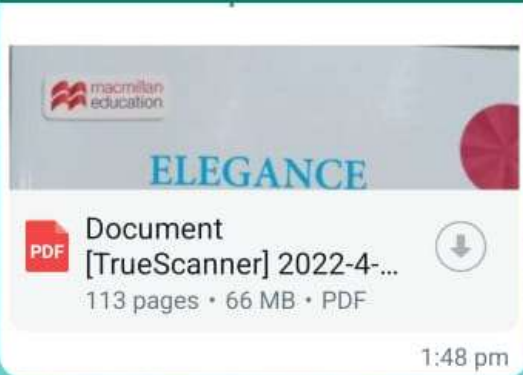 macmillan
education
ELEGANCE
PDF
Document
[TrueScanner] 2022-4-...
113 pages • 66 MB • PDF
1:48 pm